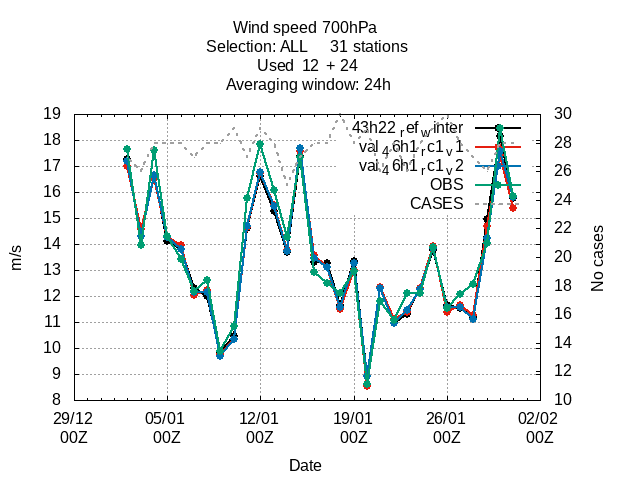 Wind speed 700hPa
Selection: ALL 31 stations
Used 12 + 24
Averaging window: 24h
19
18
17
16
15
14
13
12
11
10
9
8
m/s
30
28
26
24
22
20
18
16
14
12
10
No cases
43h22_ref_winter
val_46h1_rc1_v1
val_46h1_rc1_v2
OBS
CASES
29/12 05/01 12/01 19/01 26/01 02/02
00Z 00Z 00Z 00Z 00Z 00Z
Date